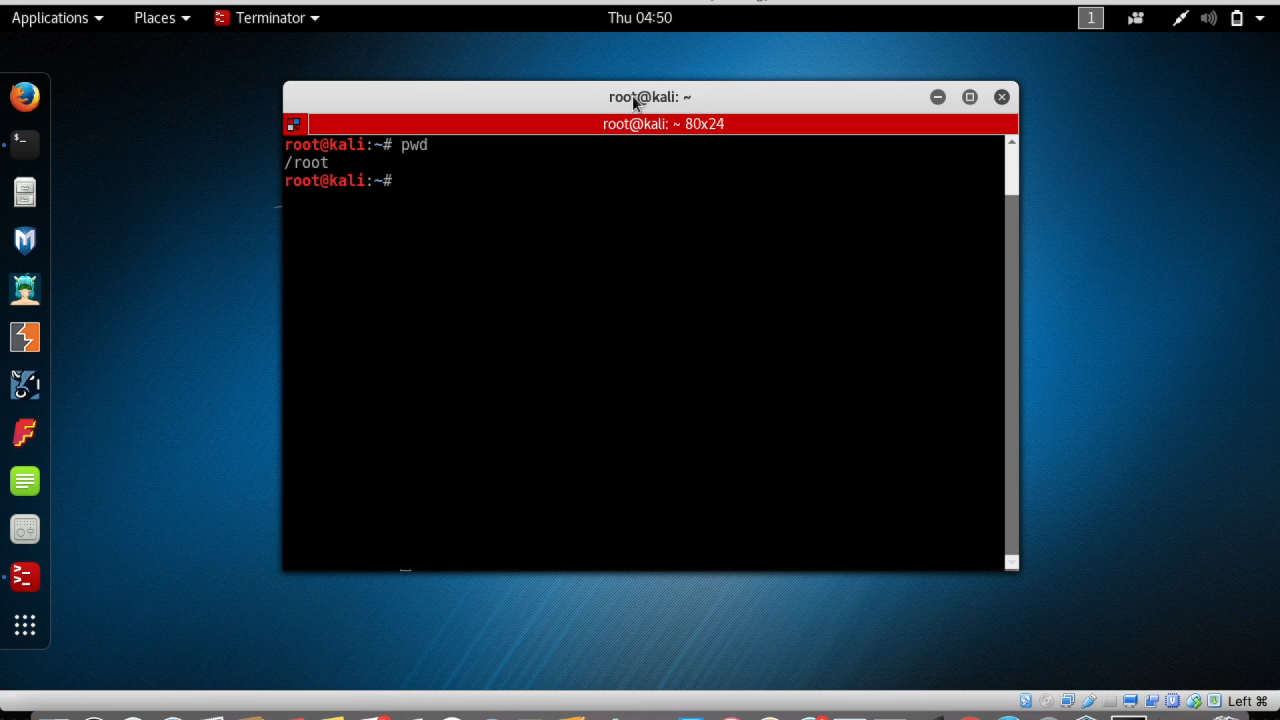 Applications Places Terminator Thu 04:50 1
root@kali: ~
root@kali: ~ 80x24
root@kali:~# pwd
/root
root@kali:~#
Left ⌘